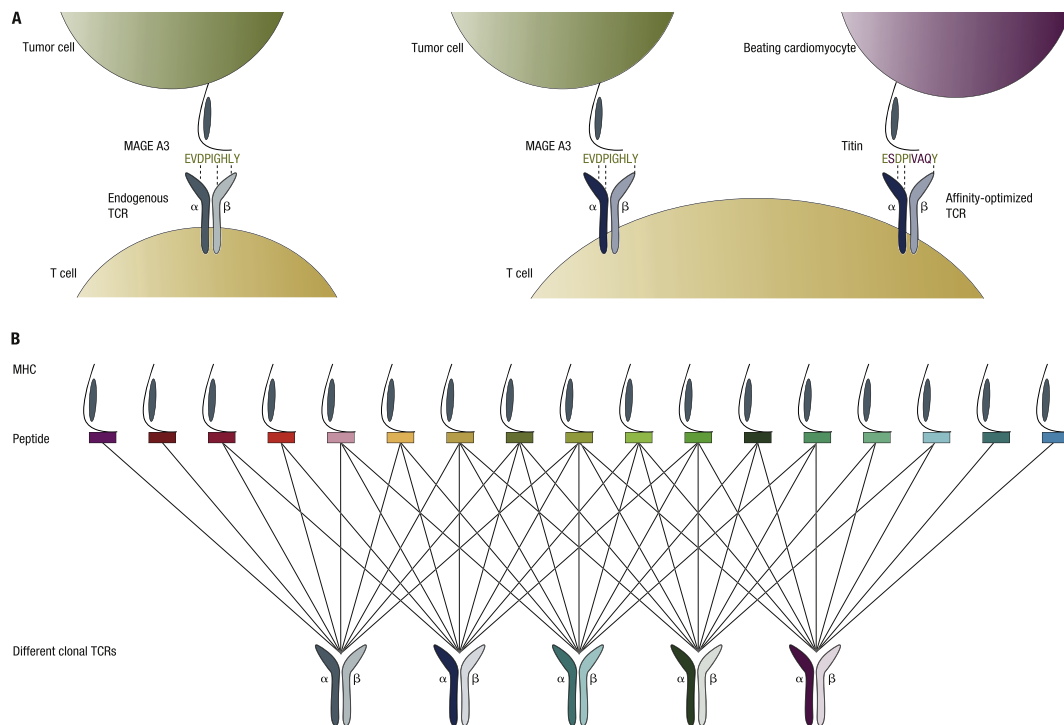 A
Tumor cell
MAGE A3
EVDPIGHLY
Endogenous
TCR
α
β
T cell
Tumor cell
MAGE A3
EVDPIGHLY
α
β
T cell
Beating cardiomyocyte
Titin
ESDPIVAQY
α
β
Affinity-optimized
TCR
B
MHC
Peptide
Different clonal TCRs
α β α β α β α β α β